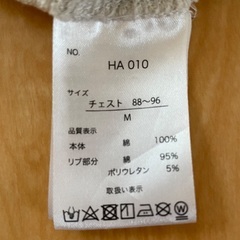 NO.
HA 010
サイズ
チェスト 88～96
M
品質表示
本体 綿 100%
リブ部分 綿 95%
ポリウレタン 5%
取扱い表示